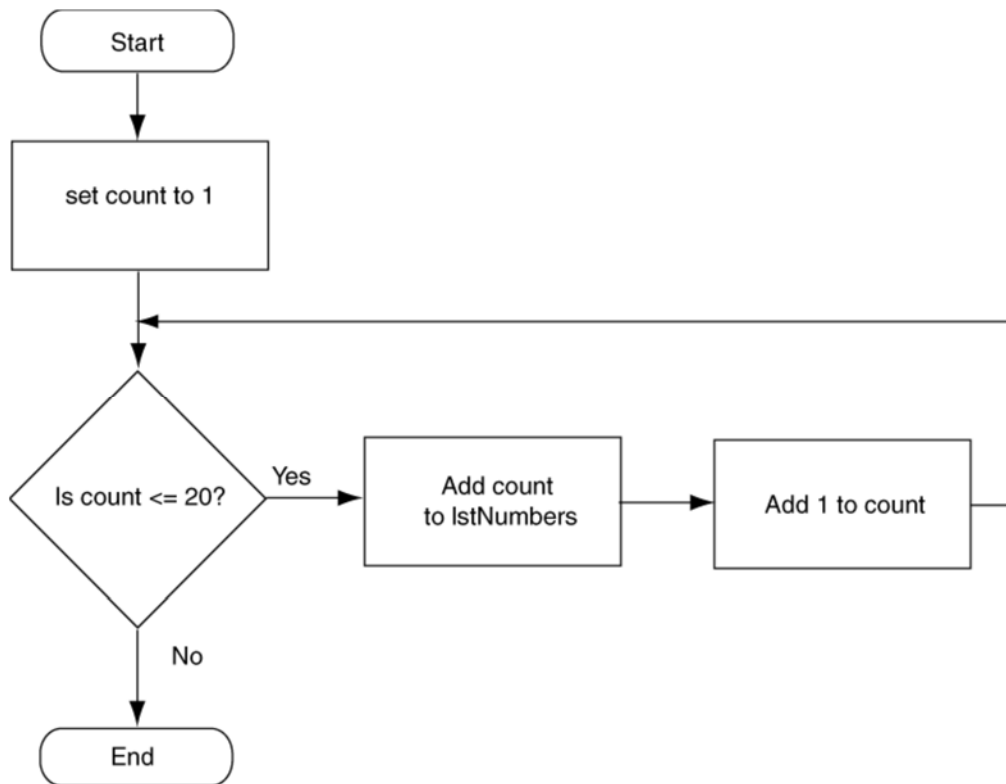 Start
set count to 1
Is count <= 20?
Yes
Add count
to lstNumbers
Add 1 to count
No
End